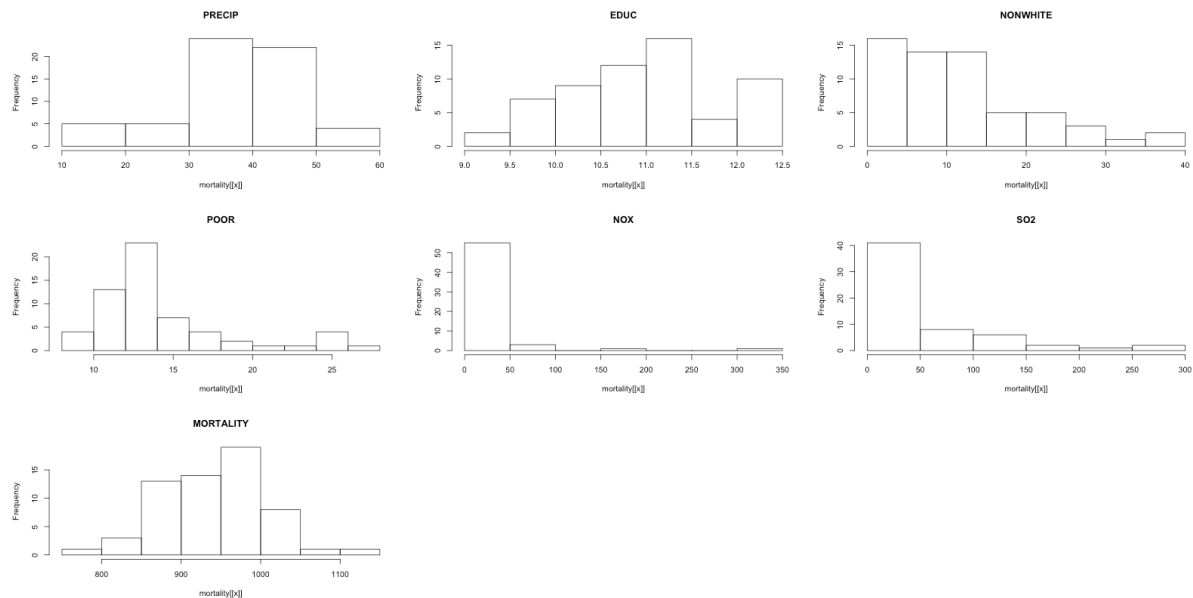 PRECIP
Frequency
0 5 10 15 20
10 20 30 40 50 60
mortality[[x]]
EDUC
Frequency
0 5 10 15
9.0 9.5 10.0 10.5 11.0 11.5 12.0 12.5
mortality[[x]]
NONWHITE
Frequency
0 5 10 15
0 10 20 30 40
mortality[[x]]
POOR
Frequency
0 5 10 15 20
10 15 20 25
mortality[[x]]
NOX
Frequency
0 10 20 30 40 50
0 50 100 150 200 250 300 350
mortality[[x]]
SO2
Frequency
0 10 20 30 40
0 50 100 150 200 250 300
mortality[[x]]
MORTALITY
Frequency
0 5 10 15
800 900 1000 1100
mortality[[x]]